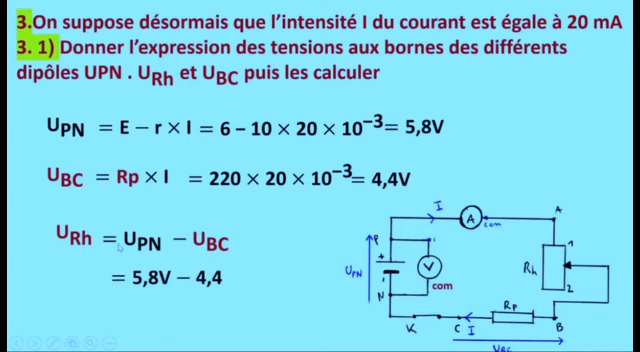 3.On suppose désormais que l'intensité I du courant est égale à 20 mA
3. 1) Donner l'expression des tensions aux bornes des différents
dipôles UPN . URh et UBC puis les calculer
UPN = E – r × I = 6 – 10 × 20 × 10⁻³= 5,8V
UBC = Rp × I = 220 × 20 × 10⁻³= 4,4V
URh = UPN – UBC
= 5,8V – 4,4
I
A
com
A
P
+
1
V
UPN
Rh
-
com
2
N
Rp
K
C
I
B
UBC